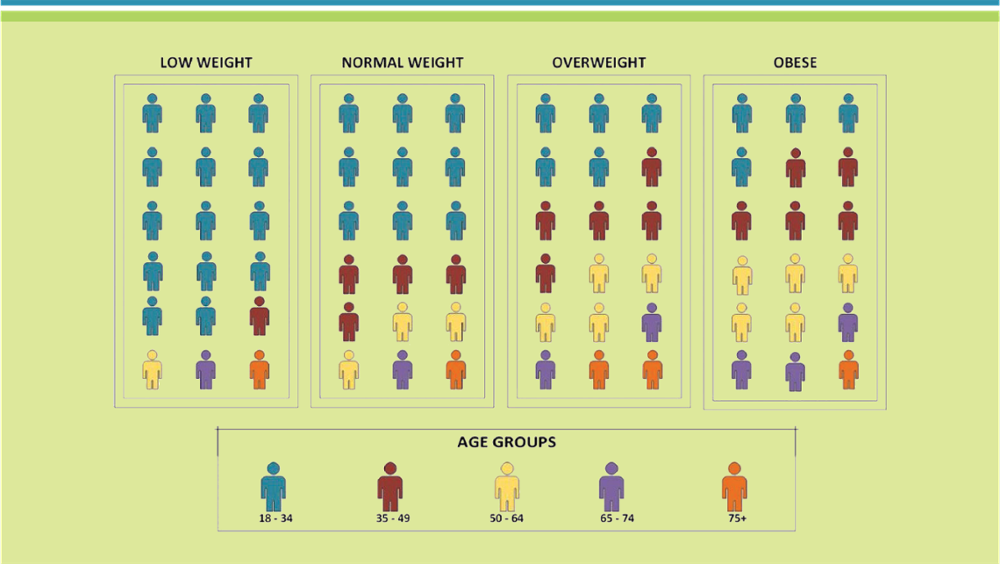 LOW WEIGHT NORMAL WEIGHT OVERWEIGHT OBESE
AGE GROUPS
18 - 34 35 - 49 50 - 64 65 - 74 75+